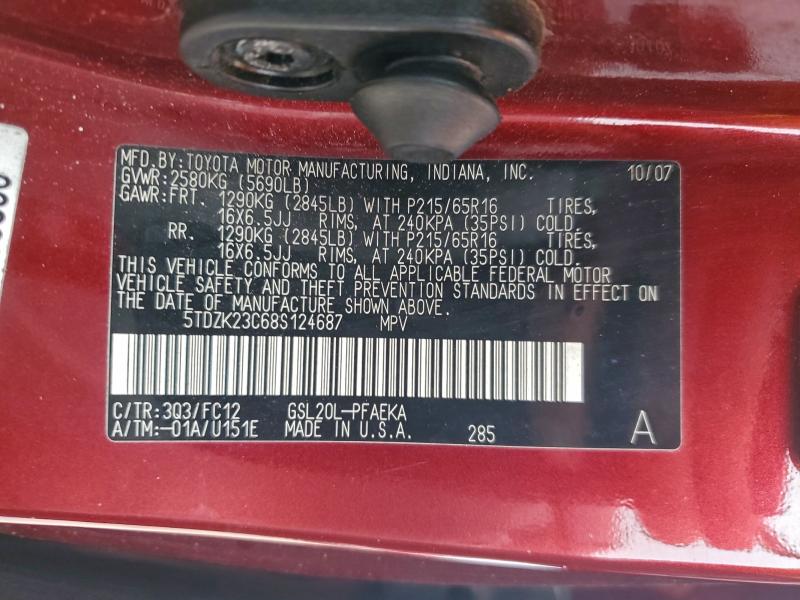 MFD.BY:TOYOTA MOTOR MANUFACTURING, INDIANA, INC. 10/07
GVWR:2580KG (5690LB)
GAWR:FRT. 1290KG (2845LB) WITH P215/65R16 TIRES,
16X6.5JJ RIMS, AT 240KPA (35PSI) COLD.
RR. 1290KG (2845LB) WITH P215/65R16 TIRES,
16X6.5JJ RIMS, AT 240KPA (35PSI) COLD.
THIS VEHICLE CONFORMS TO ALL APPLICABLE FEDERAL MOTOR
VEHICLE SAFETY AND THEFT PREVENTION STANDARDS IN EFFECT ON
THE DATE OF MANUFACTURE SHOWN ABOVE.
5TDZK23C68S124687 MPV
C/TR:3Q3/FC12 GSL20L-PFAEKA
A/TM:-01A/U151E MADE IN U.S.A. 285 A